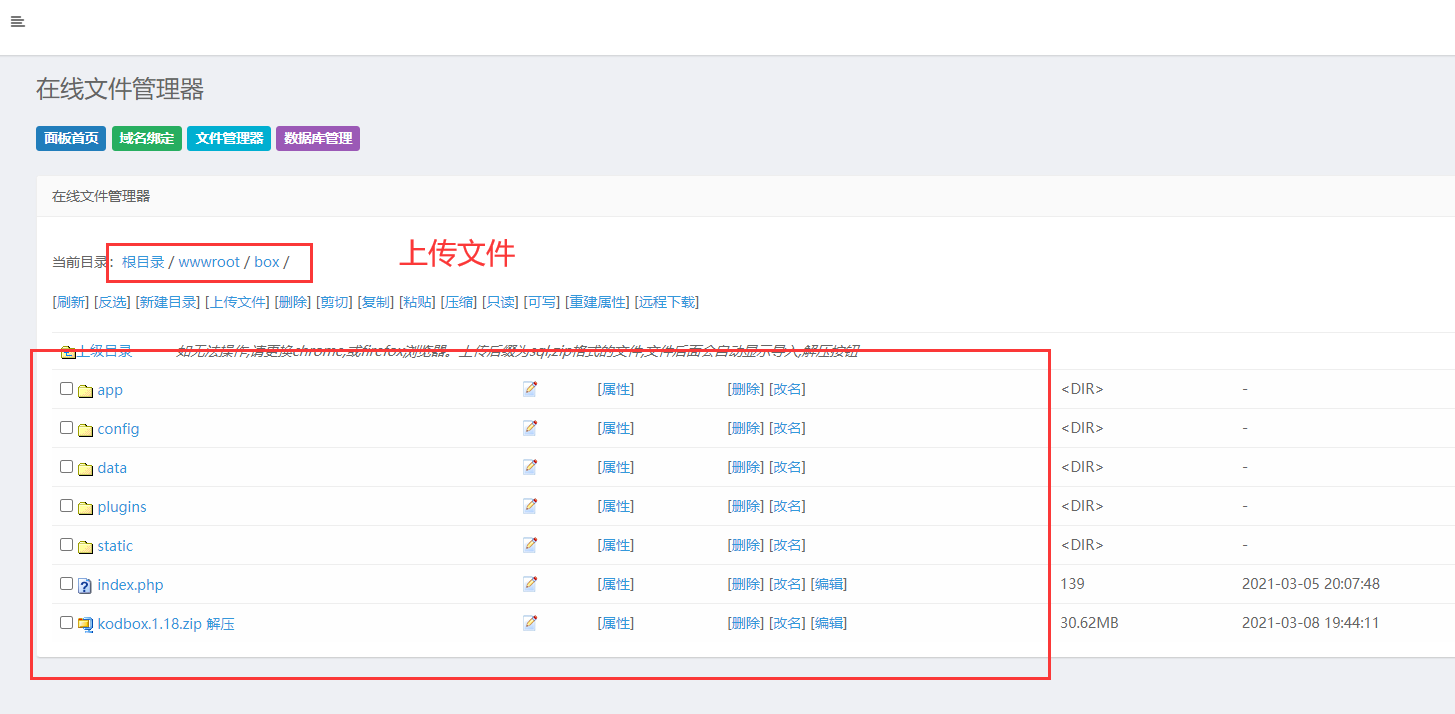 在线文件管理器
面板首页 域名绑定 文件管理器 数据库管理
在线文件管理器
当前目录: 根目录 / wwwroot / box /
上传文件
[刷新] [反选] [新建目录] [上传文件] [删除] [剪切] [复制] [粘贴] [压缩] [只读] [可写] [重建属性] [远程下载]
上级目录 如无法操作,请更换chrome,或firefox浏览器。上传后缀为sql,zip格式的文件,文件后面会自动显示导入,解压按钮
app [属性] [删除] [改名] <DIR> -
config [属性] [删除] [改名] <DIR> -
data [属性] [删除] [改名] <DIR> -
plugins [属性] [删除] [改名] <DIR> -
static [属性] [删除] [改名] <DIR> -
index.php [属性] [删除] [改名] [编辑] 139 2021-03-05 20:07:48
kodbox.1.18.zip 解压 [属性] [删除] [改名] [编辑] 30.62MB 2021-03-08 19:44:11